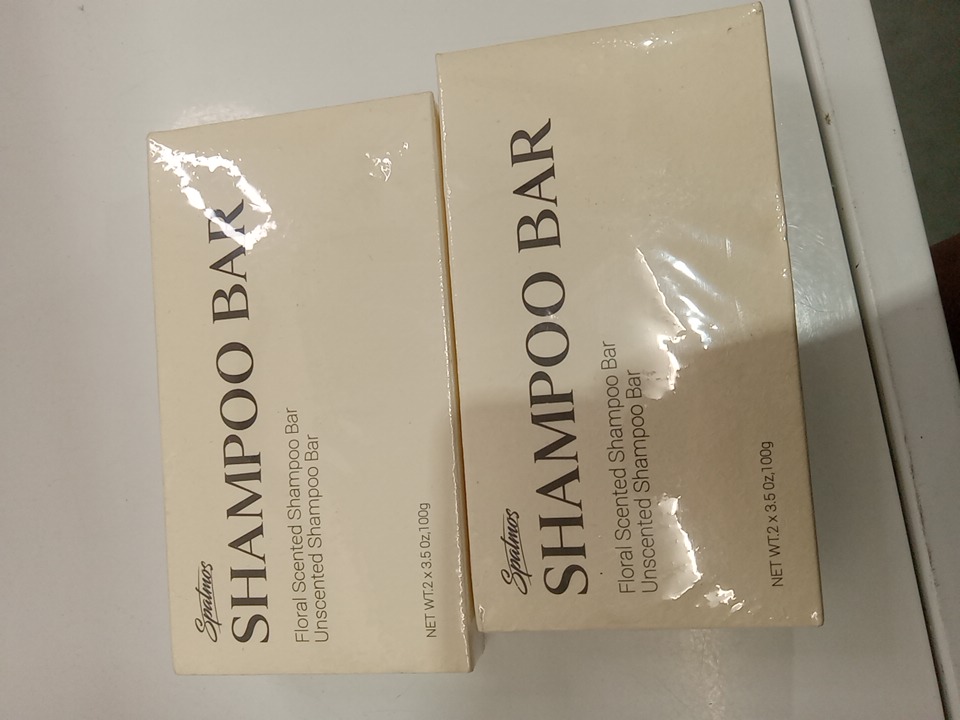 Spatmos
SHAMPOO BAR
Floral Scented Shampoo Bar
Unscented Shampoo Bar
NET WT:2 x 3.5 Oz,100g
Spatmos
SHAMPOO BAR
Floral Scented Shampoo Bar
Unscented Shampoo Bar
NET WT:2 x 3.5 Oz,100g